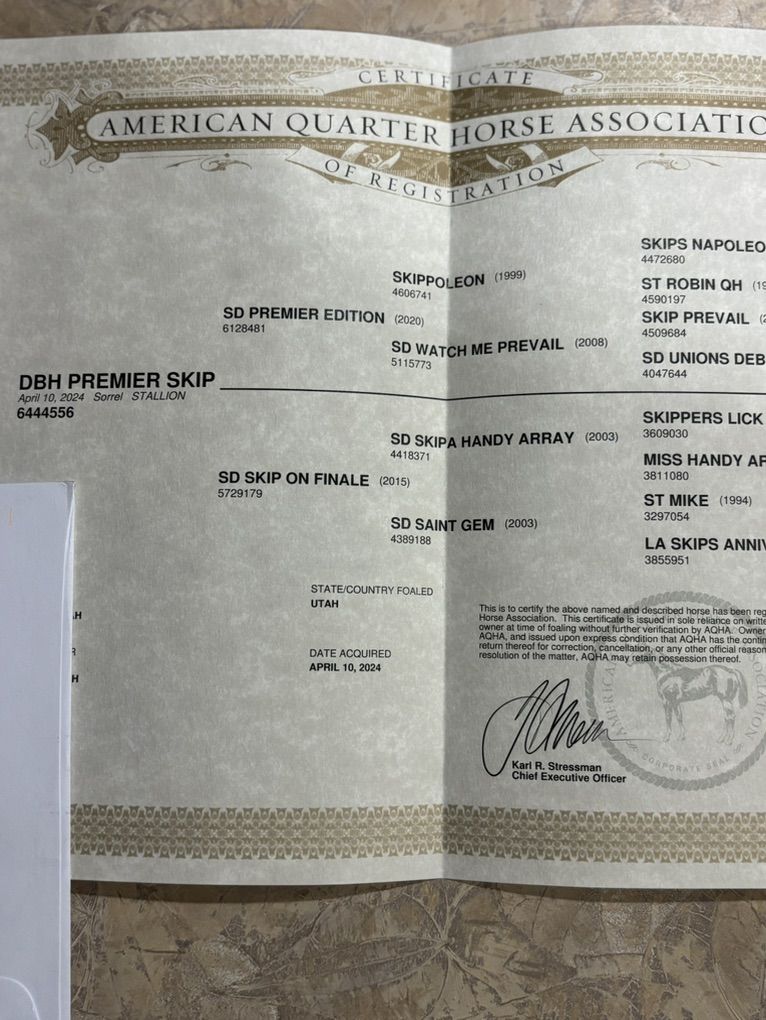 CERTIFICATE
AMERICAN QUARTER HORSE ASSOCIATIO
OF REGISTRATION
SKIPS NAPOLEO
4472680
SKIPPOLEON (1999)
4606741
ST ROBIN QH (19
4590197
SD PREMIER EDITION (2020)
6128481
SKIP PREVAIL (2
4509684
SD WATCH ME PREVAIL (2008)
5115773
SD UNIONS DEB
4047644
DBH PREMIER SKIP
April 10, 2024 Sorrel STALLION
6444556
SKIPPERS LICK
3609030
SD SKIPA HANDY ARRAY (2003)
4418371
MISS HANDY AR
3811080
SD SKIP ON FINALE (2015)
5729179
ST MIKE (1994)
3297054
SD SAINT GEM (2003)
4389188
LA SKIPS ANNIV
3855951
STATE/COUNTRY FOALED
UTAH
AH
R
H
DATE ACQUIRED
APRIL 10, 2024
This is to certify the above named and described horse has been reg
Horse Association. This certificate is issued in sole reliance on writte
owner at time of foaling without further verification by AQHA. Owner
AQHA, and issued upon express condition that AQHA has the contin
return thereof for correction, cancellation, or any other official reason
resolution of the matter, AQHA may retain possession thereof.
Karl R. Stressman
Chief Executive Officer
AMERICA
SOCIATION
CORPORATE SEAL